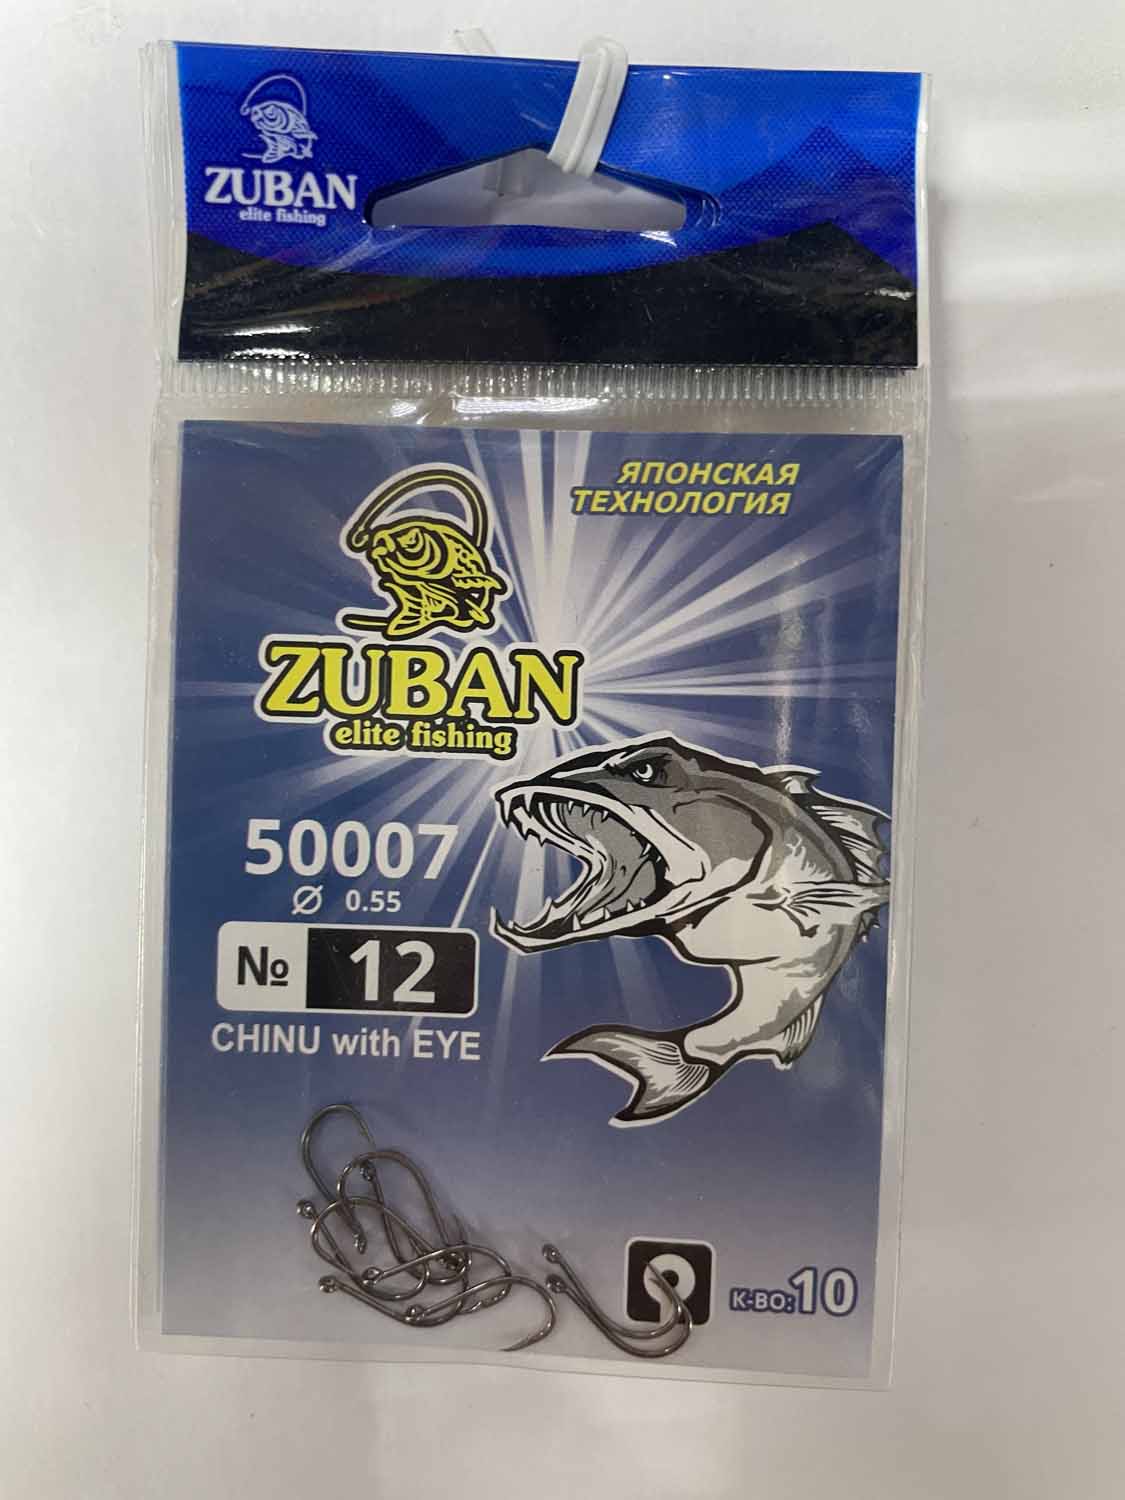 ZUBAN
elite fishing
ЯПОНСКАЯ
ТЕХНОЛОГИЯ
ZUBAN
elite fishing
50007
Ø 0.55
№ 12
CHINU with EYE
К-ВО: 10